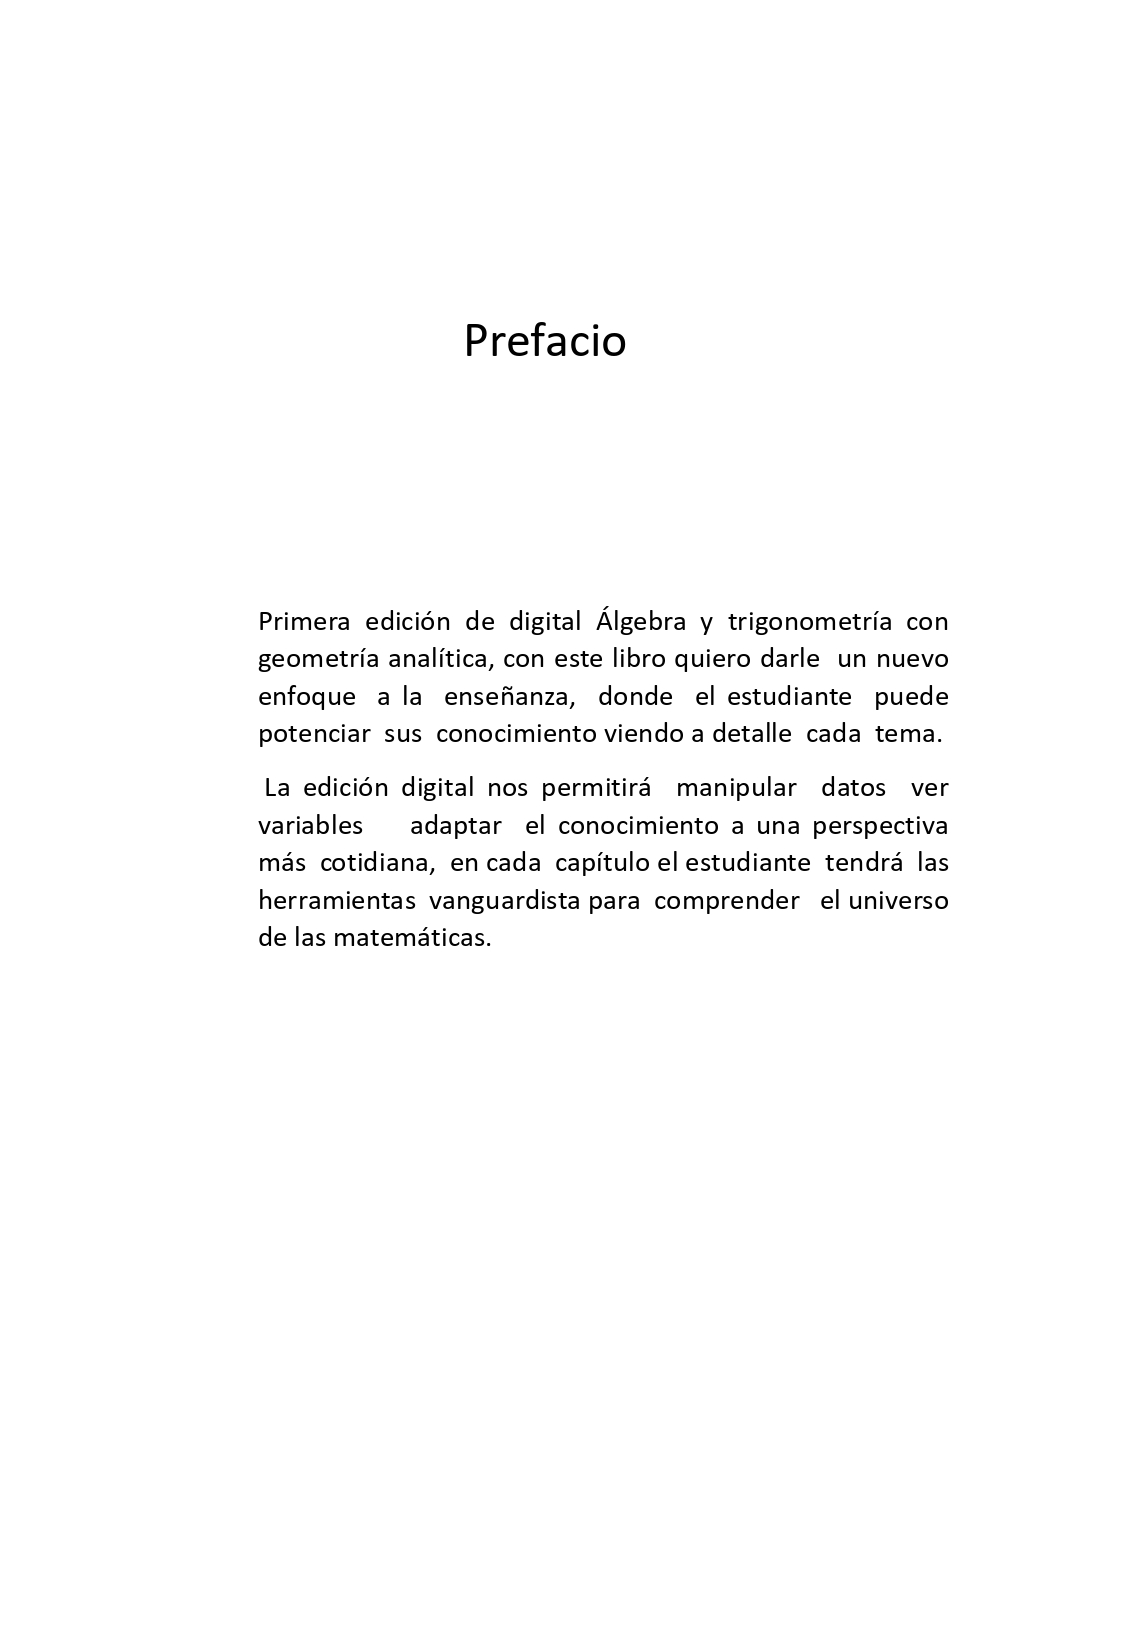 Prefacio
Primera edición de digital Álgebra y trigonometría con
geometría analítica, con este libro quiero darle un nuevo
enfoque a la enseñanza, donde el estudiante puede
potenciar sus conocimiento viendo a detalle cada tema.
La edición digital nos permitirá manipular datos ver
variables adaptar el conocimiento a una perspectiva
más cotidiana, en cada capítulo el estudiante tendrá las
herramientas vanguardista para comprender el universo
de las matemáticas.